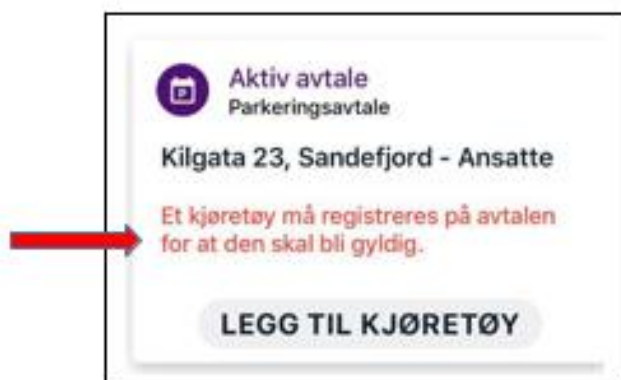 Aktiv avtale
Parkeringsavtale
Kilgata 23, Sandefjord - Ansatte
Et kjøretøy må registreres på avtalen
for at den skal bli gyldig.
LEGG TIL KJØRETØY